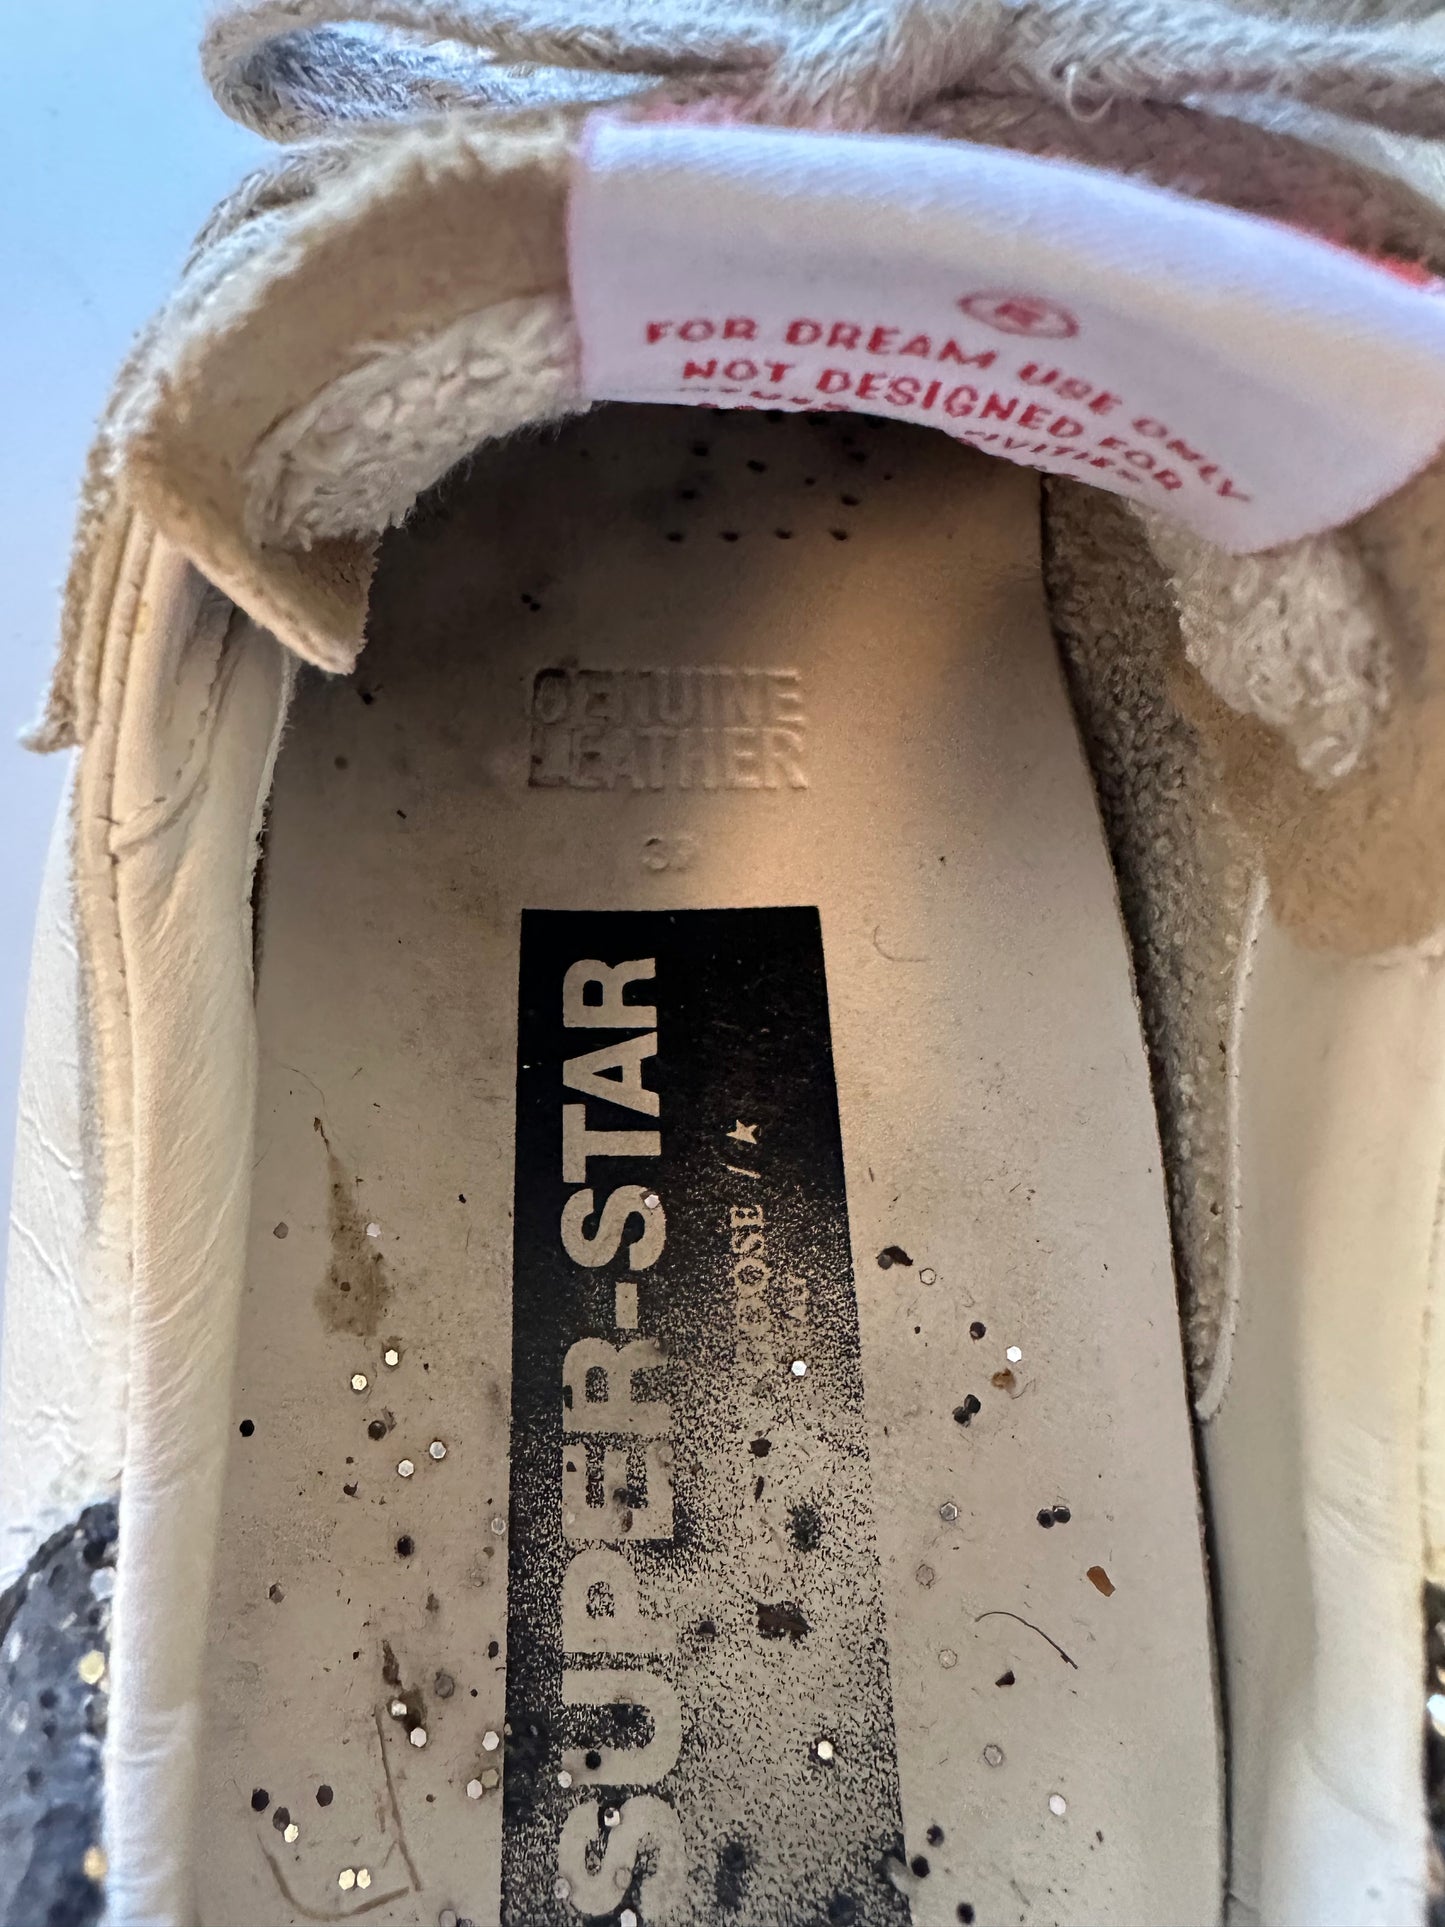 FOR DREAM USE ONLY
NOT DESIGNED FOR
GENUINE
LEATHER
SUPER-STAR